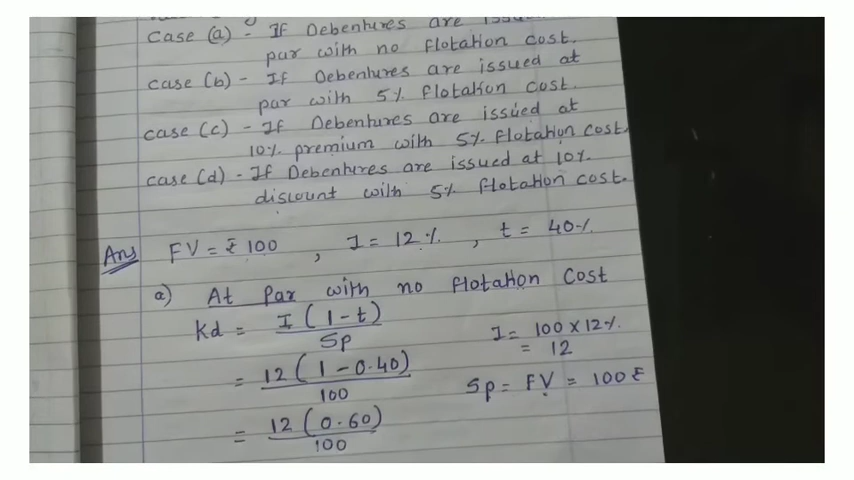 Case (a) - If Debentures are
par with no flotation cost.
case (b) - If Debentures are issued at
par with 5% flotation cost.
case (c) - If Debentures are issued at
10% premium with 5% flotation cost.
case (d) - If Debentures are issued at 10%
discount with 5% flotation cost.
Ans FV = ₹ 100 , I = 12 % , t = 40%
a) At Par with no flotation cost
Kd = I ( 1 - t ) / Sp
I = 100 x 12%
= 12
= 12 ( 1 - 0.40 ) / 100
Sp = FV = 100 ₹
= 12 ( 0.60 ) / 100